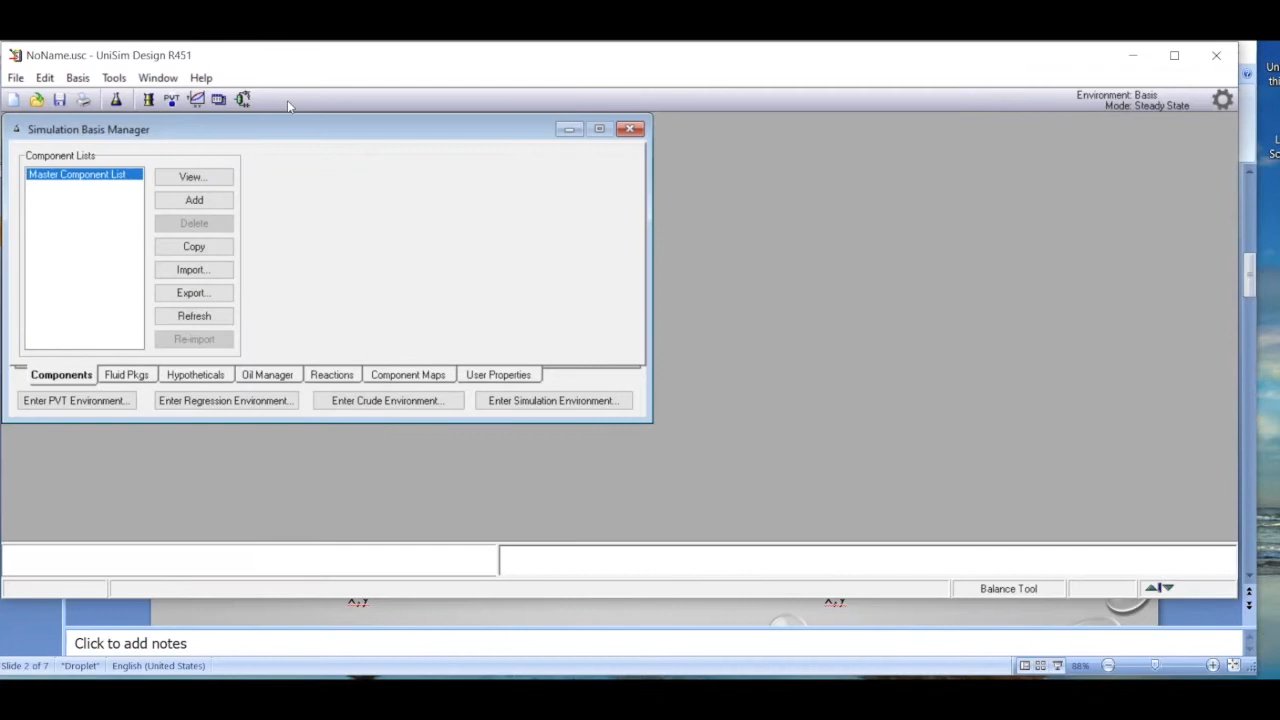 NoName.usc - UniSim Design R451
File Edit Basis Tools Window Help
PVT
Environment: Basis
Mode: Steady State
Simulation Basis Manager
Component Lists
Master Component List
View...
Add
Delete
Copy
Import...
Export...
Refresh
Re-import
Components Fluid Pkgs Hypotheticals Oil Manager Reactions Component Maps User Properties
Enter PVT Environment... Enter Regression Environment... Enter Crude Environment... Enter Simulation Environment...
Balance Tool
Click to add notes
Slide 2 of 7 "Droplet" English (United States) 88%